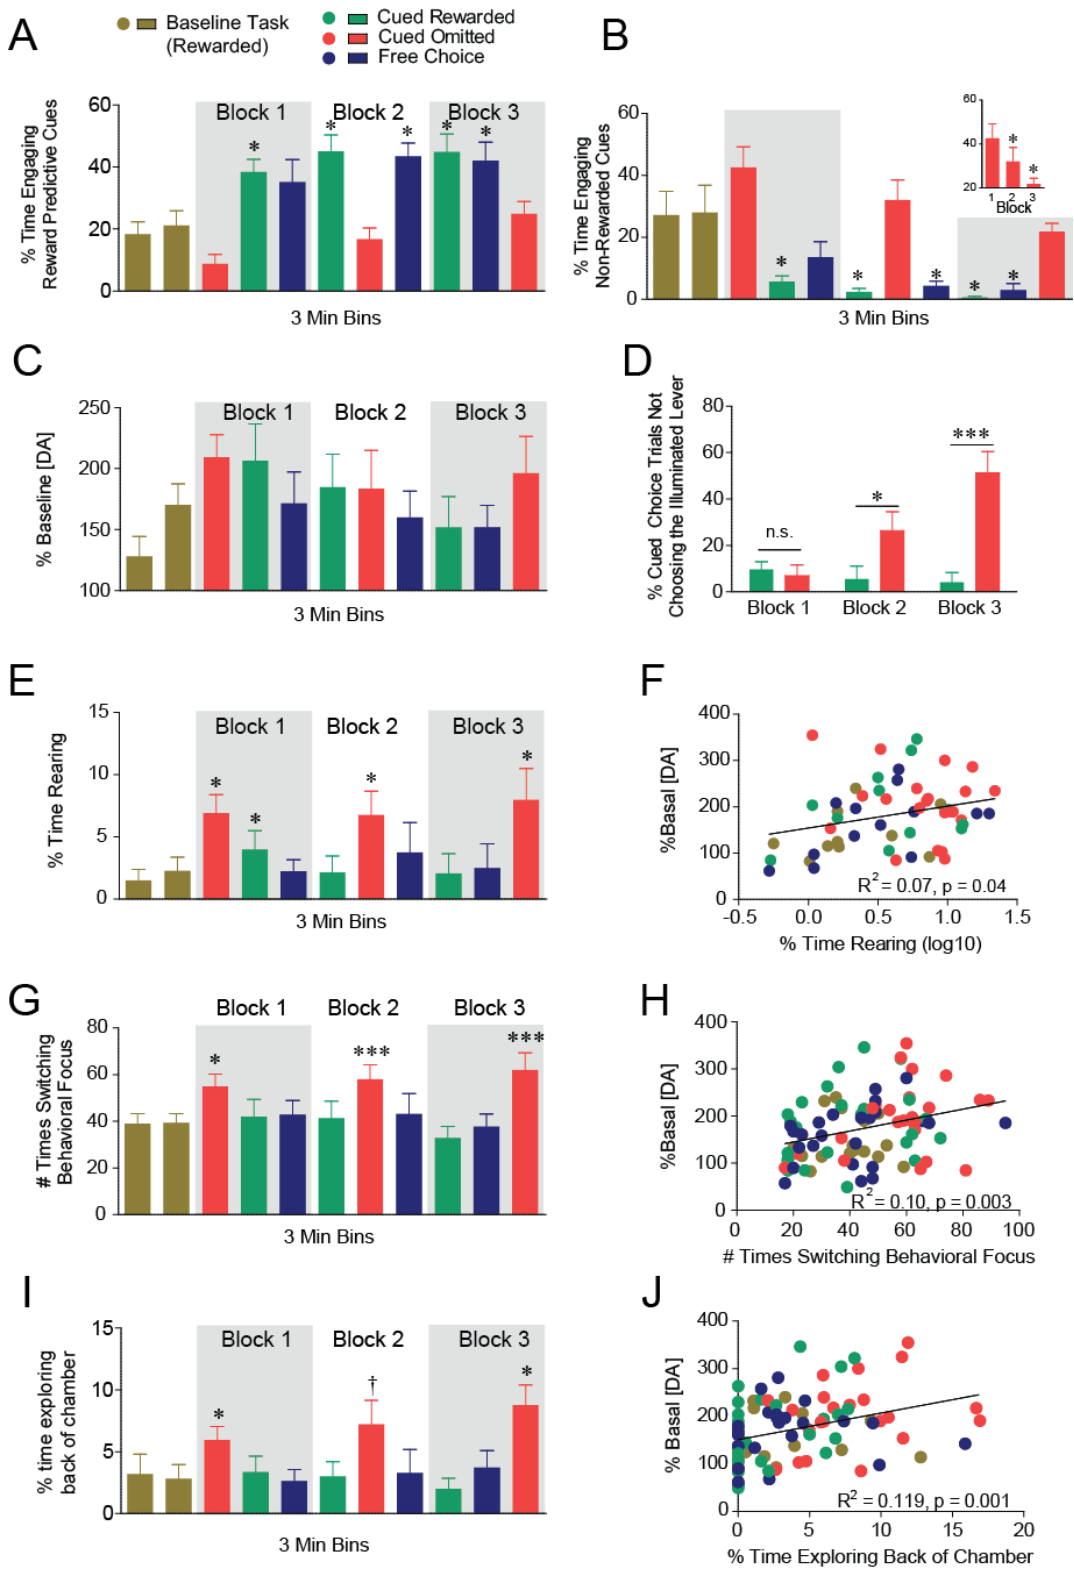 A
Baseline Task
(Rewarded)
Cued Rewarded
Cued Omitted
Free Choice
B
% Time Engaging
Reward Predictive Cues
60
40
20
0
Block 1
Block 2
Block 3
*
*
*
*
*
3 Min Bins
% Time Engaging
Non-Rewarded Cues
60
40
20
0
*
*
*
*
*
60
40
20
*
*
1 2 3
Block
3 Min Bins
C
% Baseline [DA]
250
200
150
100
Block 1
Block 2
Block 3
3 Min Bins
D
% Cued Choice Trials Not
Choosing the Illuminated Lever
80
60
40
20
0
n.s.
*
***
Block 1
Block 2
Block 3
E
% Time Rearing
15
10
5
0
Block 1
Block 2
Block 3
*
*
*
*
3 Min Bins
F
%Basal [DA]
400
300
200
100
0
R2 = 0.07, p = 0.04
-0.5 0.0 0.5 1.0 1.5
% Time Rearing (log10)
G
# Times Switching
Behavioral Focus
80
60
40
20
0
Block 1
Block 2
Block 3
*
***
***
3 Min Bins
H
%Basal [DA]
400
300
200
100
0
R2 = 0.10, p = 0.003
0 20 40 60 80 100
# Times Switching Behavioral Focus
I
% time exploring
back of chamber
15
10
5
0
Block 1
Block 2
Block 3
*
†
*
3 Min Bins
J
% Basal [DA]
400
300
200
100
0
R2 = 0.119, p = 0.001
0 5 10 15 20
% Time Exploring Back of Chamber